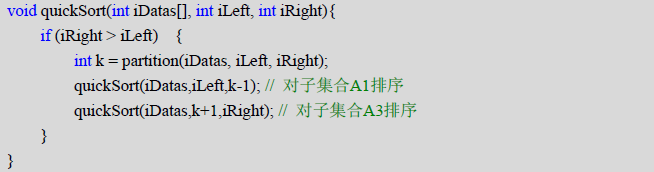 void quickSort(int iDatas[], int iLeft, int iRight){
if (iRight > iLeft) {
int k = partition(iDatas, iLeft, iRight);
quickSort(iDatas,iLeft,k-1); // 对子集合A1排序
quickSort(iDatas,k+1,iRight); // 对子集合A3排序
}
}